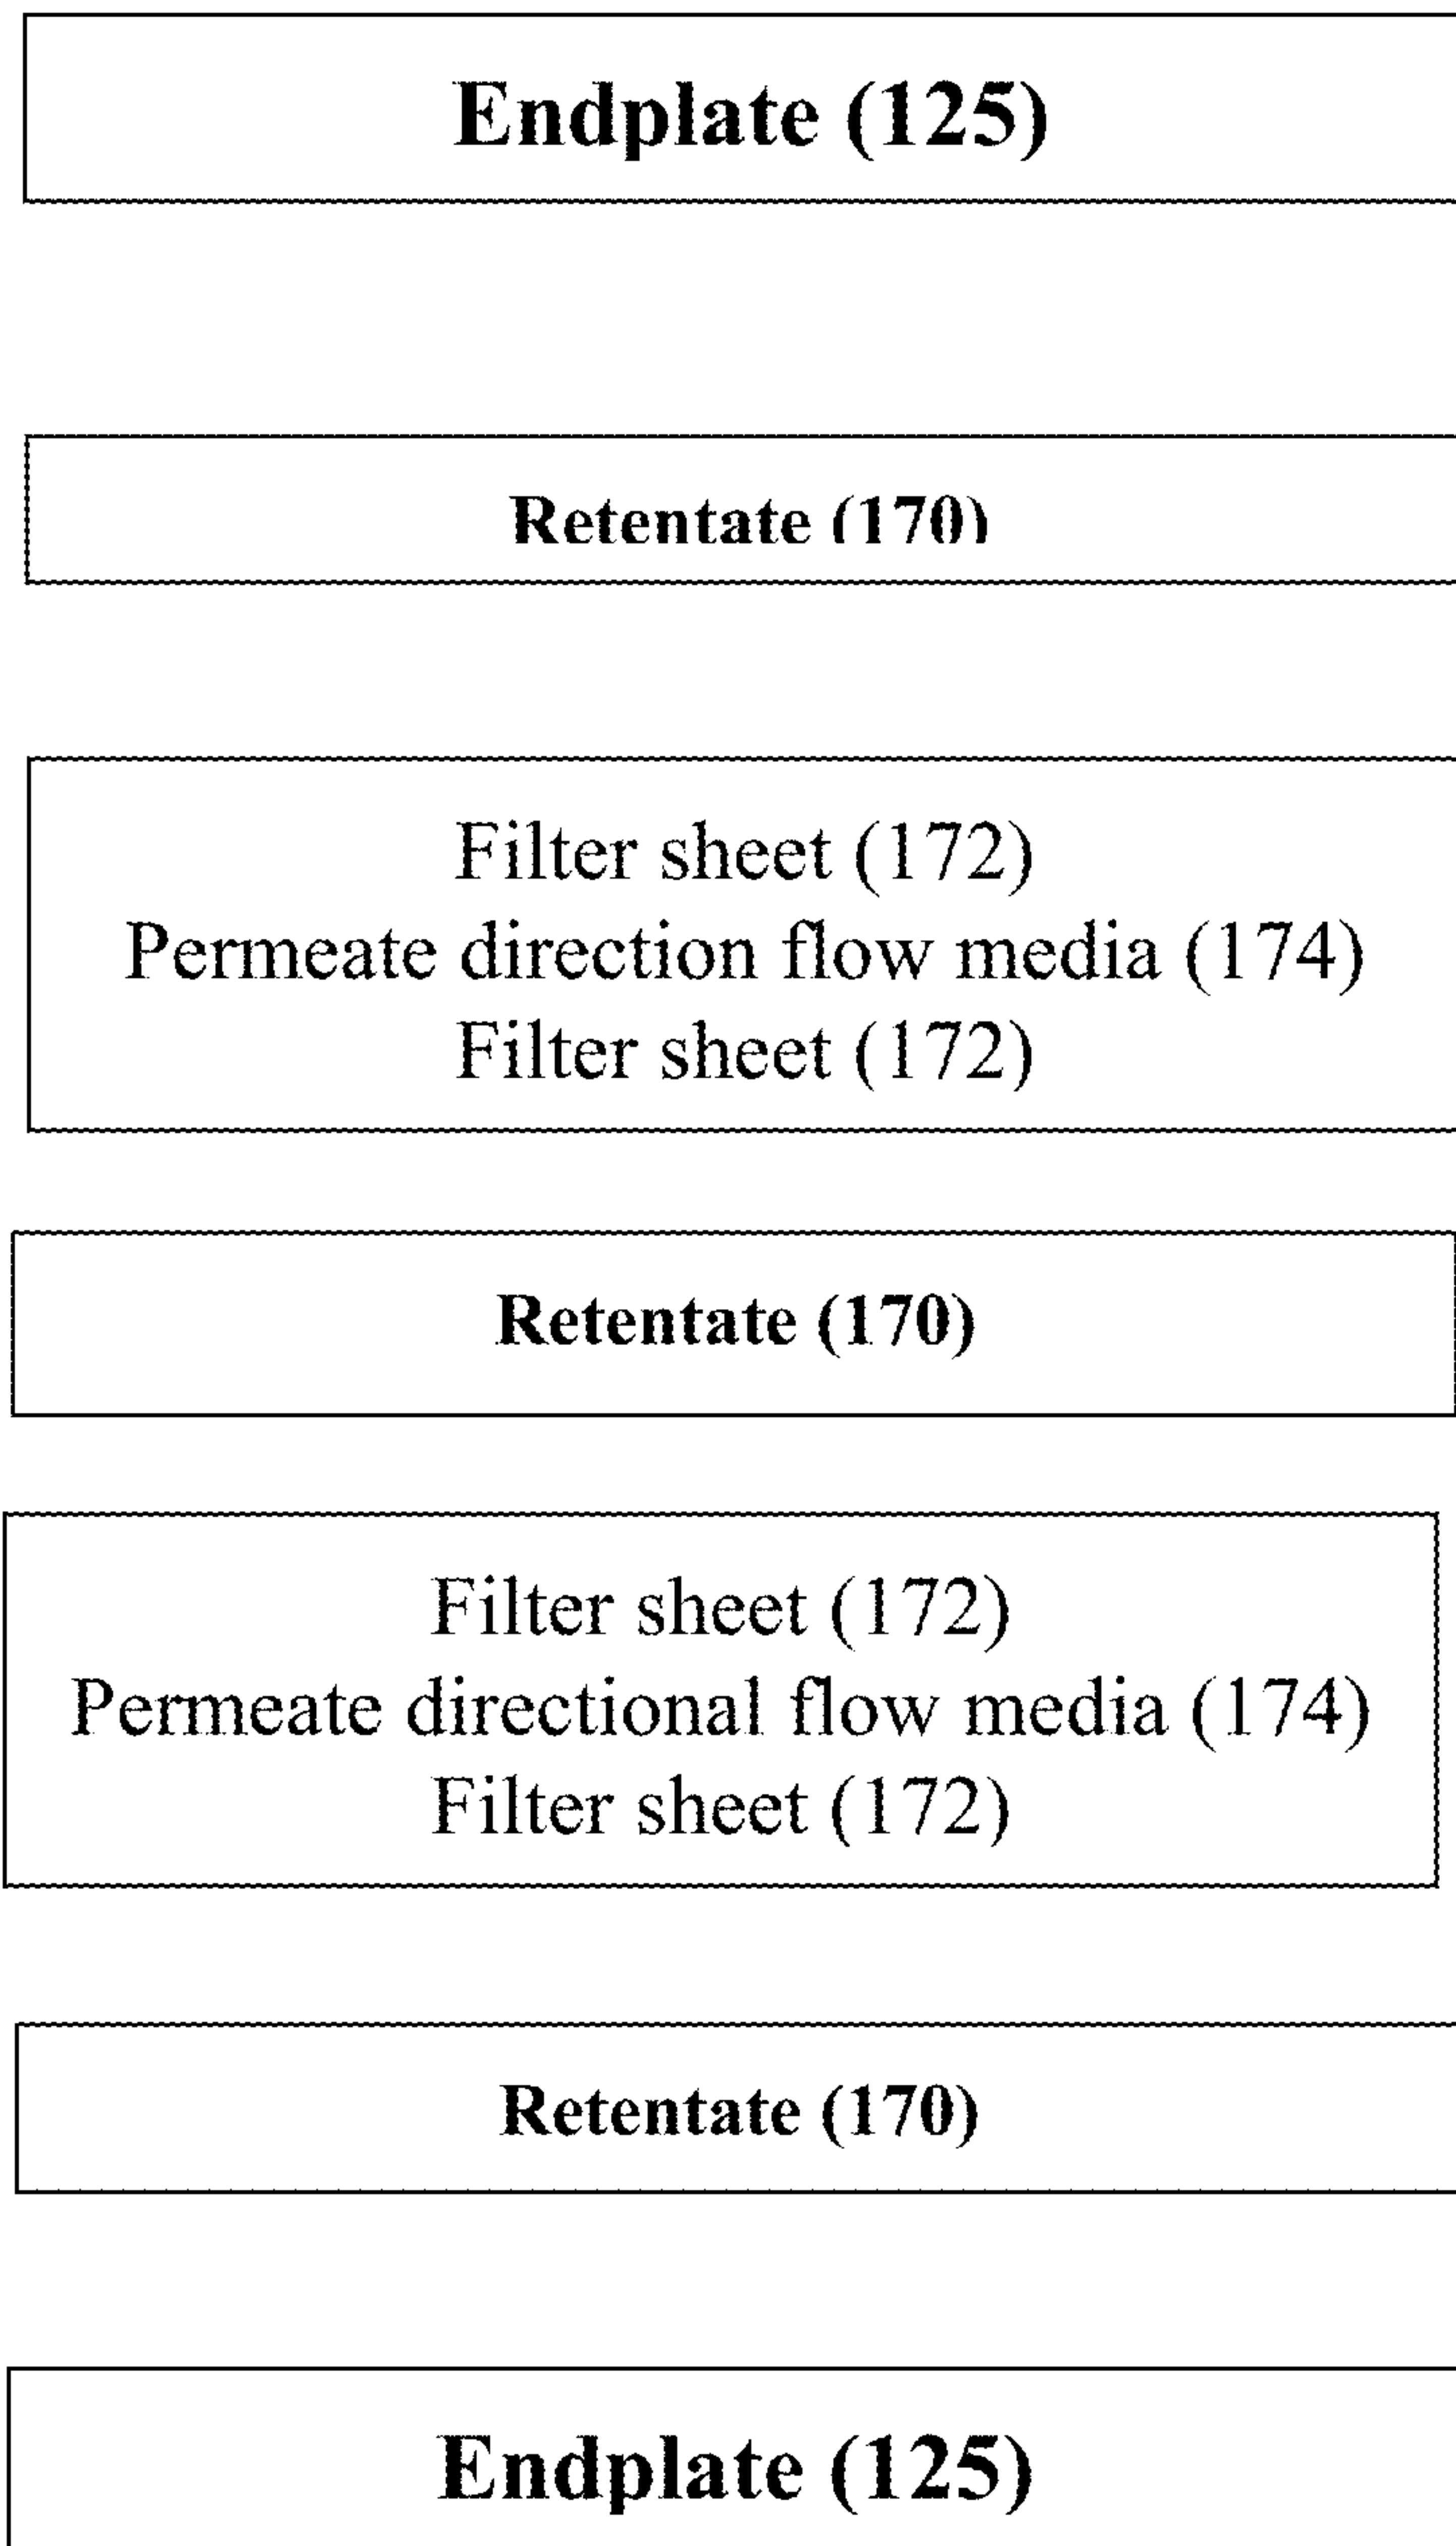 Endplate (125)
Retentate (170)
Filter sheet (172)
Permeate direction flow media (174)
Filter sheet (172)
Retentate (170)
Filter sheet (172)
Permeate directional flow media (174)
Filter sheet (172)
Retentate (170)
Endplate (125)